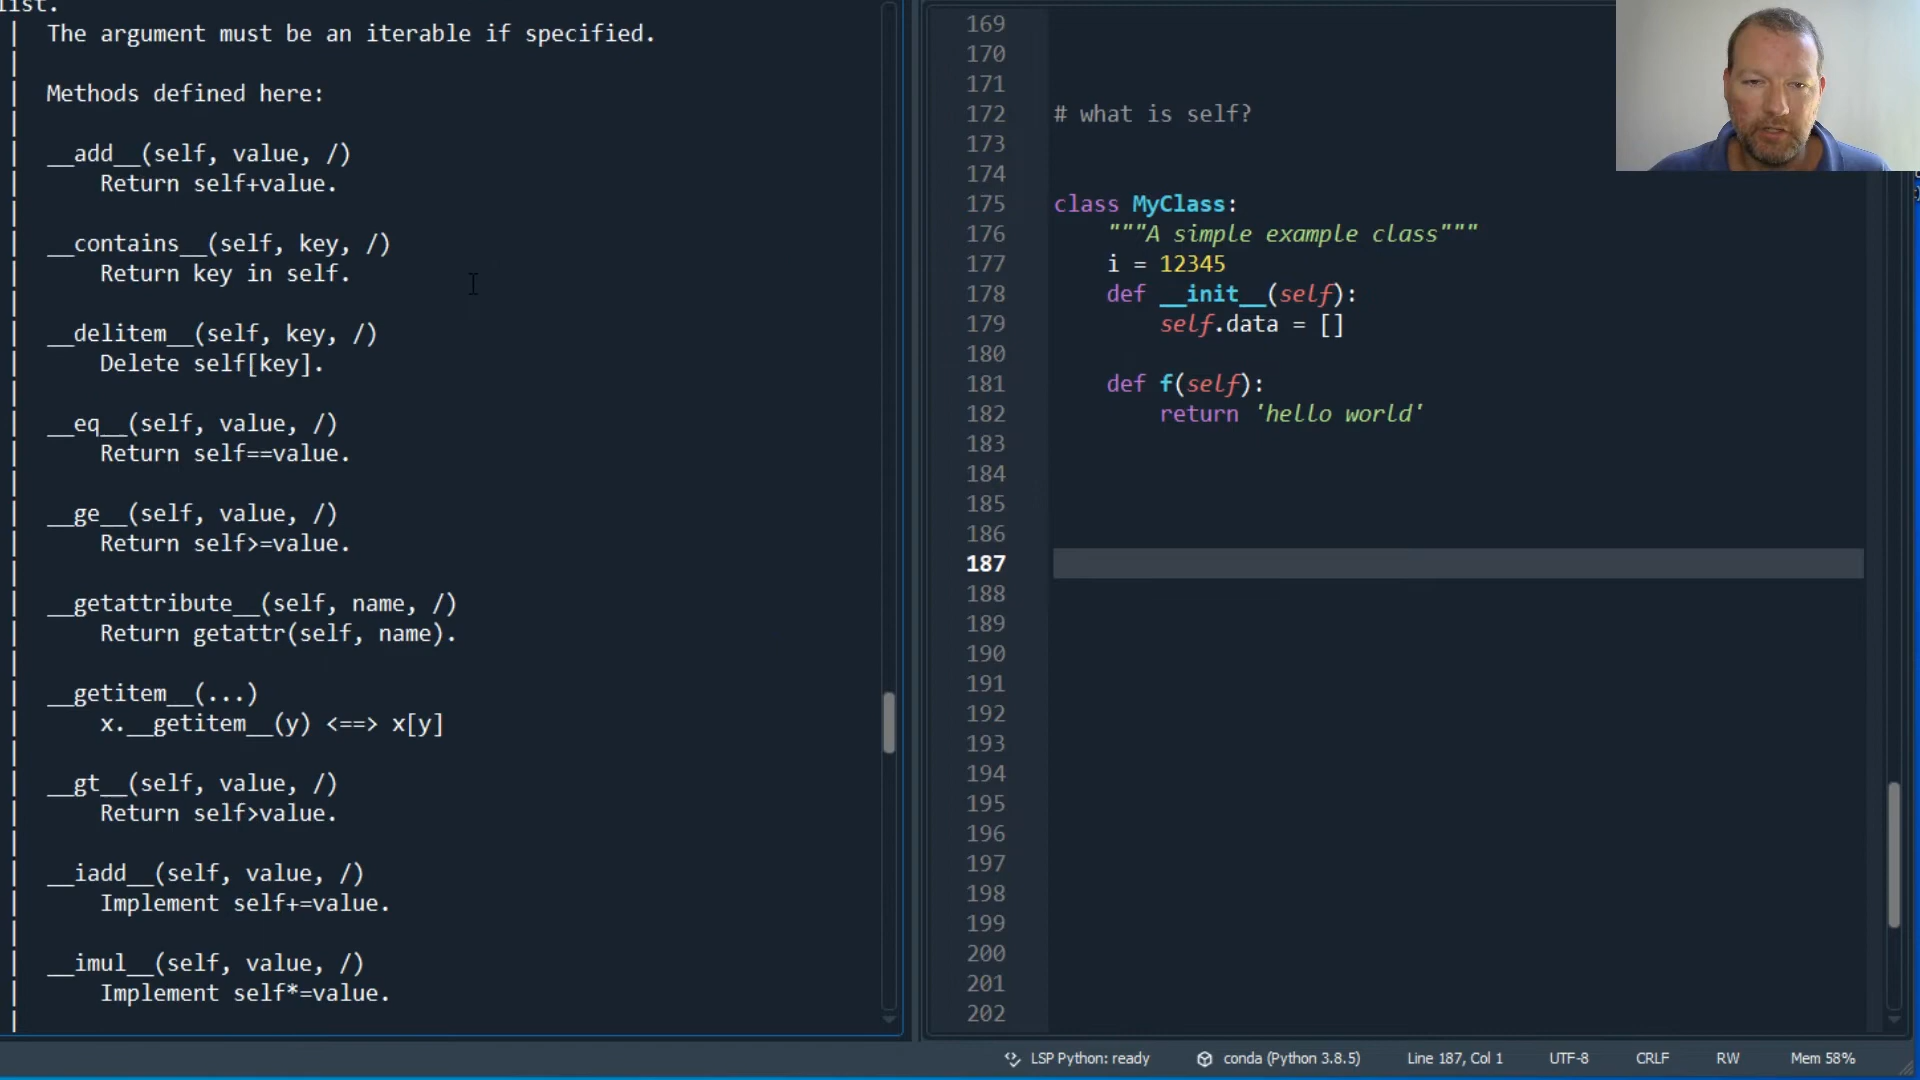 list.
| The argument must be an iterable if specified.
|
| Methods defined here:
|
| __add__(self, value, /)
| Return self+value.
|
| __contains__(self, key, /)
| Return key in self.
|
| __delitem__(self, key, /)
| Delete self[key].
|
| __eq__(self, value, /)
| Return self==value.
|
| __ge__(self, value, /)
| Return self>=value.
|
| __getattribute__(self, name, /)
| Return getattr(self, name).
|
| __getitem__(...)
| x.__getitem__(y) <==> x[y]
|
| __gt__(self, value, /)
| Return self>value.
|
| __iadd__(self, value, /)
| Implement self+=value.
|
| __imul__(self, value, /)
| Implement self*=value.
|
169
170
171
172 # what is self?
173
174
175 class MyClass:
176 """A simple example class"""
177 i = 12345
178 def __init__(self):
179 self.data = []
180
181 def f(self):
182 return 'hello world'
183
184
185
186
187
188
189
190
191
192
193
194
195
196
197
198
199
200
201
202
LSP Python: ready conda (Python 3.8.5) Line 187, Col 1 UTF-8 CRLF RW Mem 58%